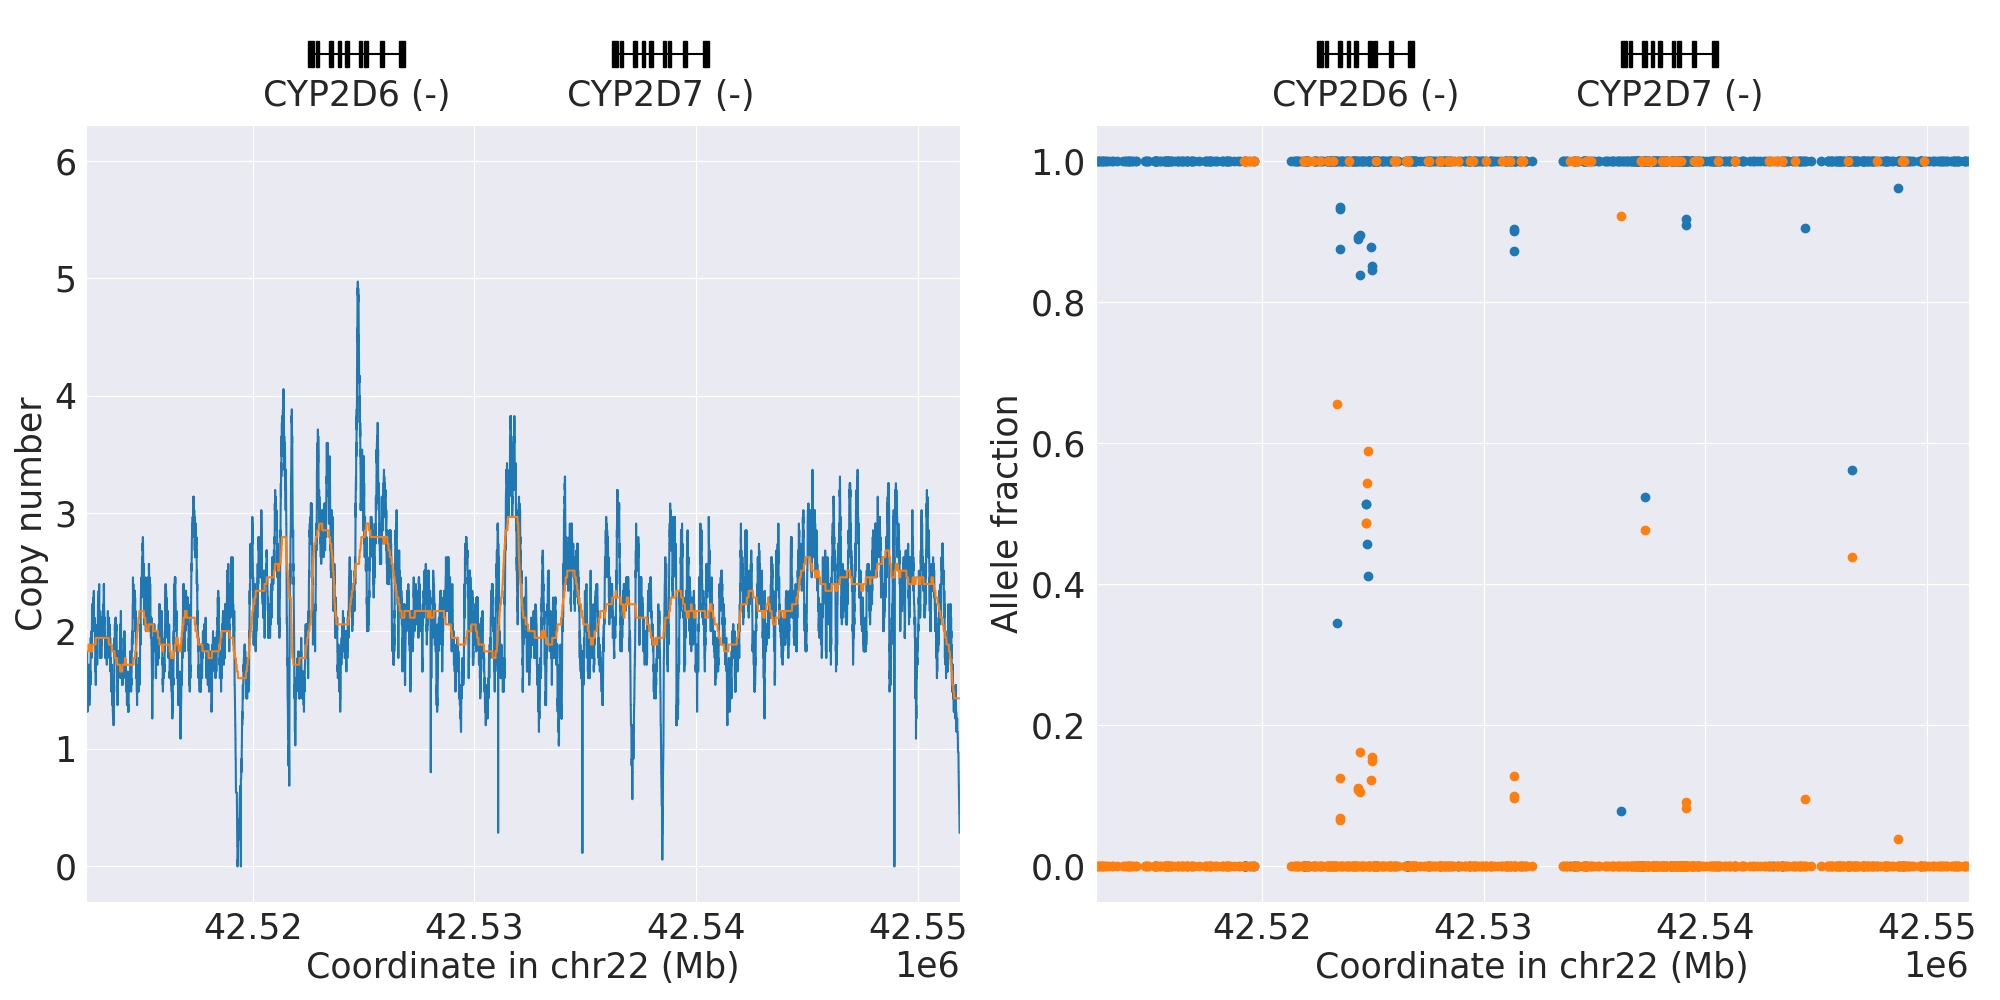 CYP2D6 (-) CYP2D7 (-)
6
5
4
3
2
1
0
Copy number
42.52 42.53 42.54 42.55
Coordinate in chr22 (Mb) 1e6
CYP2D6 (-) CYP2D7 (-)
1.0
0.8
0.6
0.4
0.2
0.0
Allele fraction
42.52 42.53 42.54 42.55
Coordinate in chr22 (Mb) 1e6